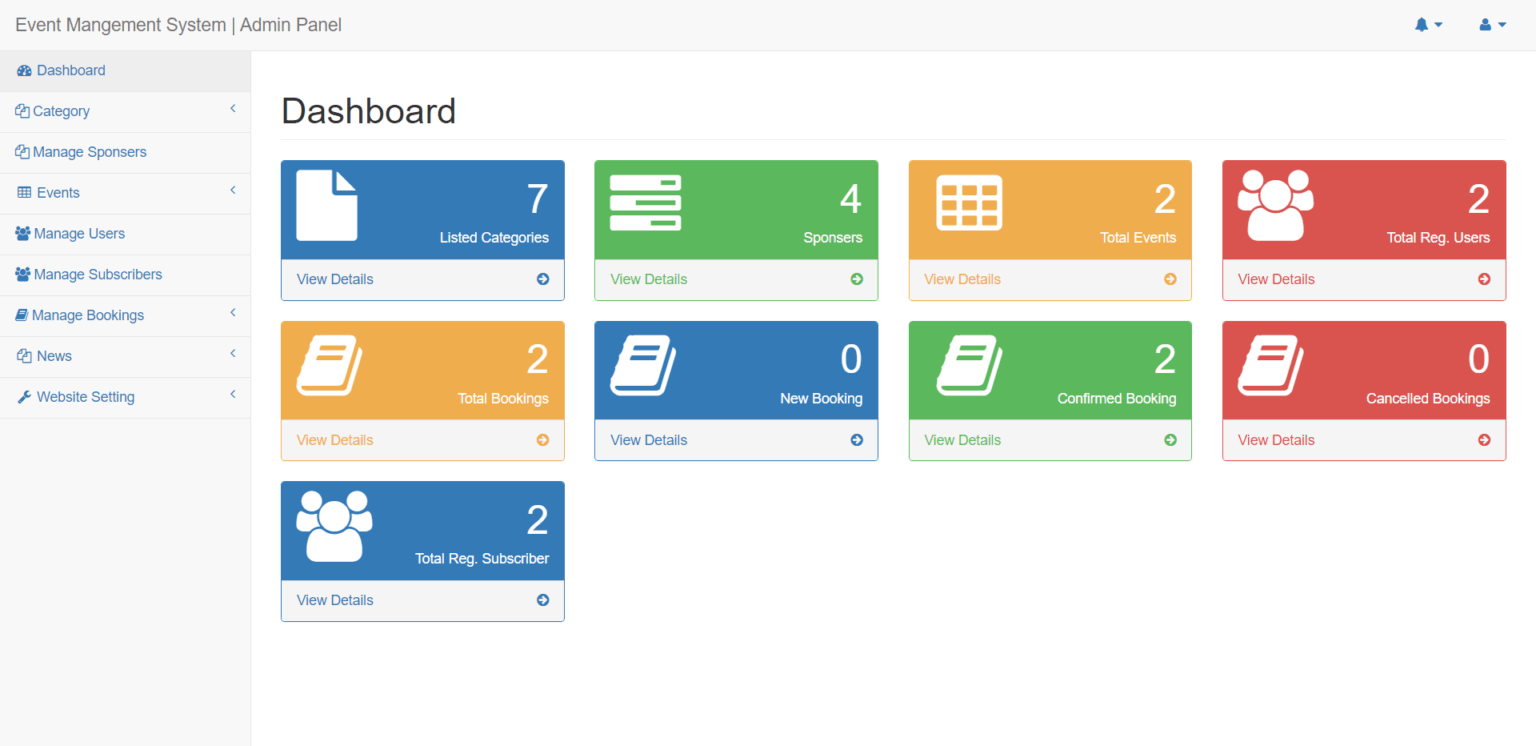 Event Mangement System | Admin Panel
Dashboard
Category
Manage Sponsers
Events
Manage Users
Manage Subscribers
Manage Bookings
News
Website Setting
Dashboard
7
Listed Categories
View Details
4
Sponsers
View Details
2
Total Events
View Details
2
Total Reg. Users
View Details
2
Total Bookings
View Details
0
New Booking
View Details
2
Confirmed Booking
View Details
0
Cancelled Bookings
View Details
2
Total Reg. Subscriber
View Details